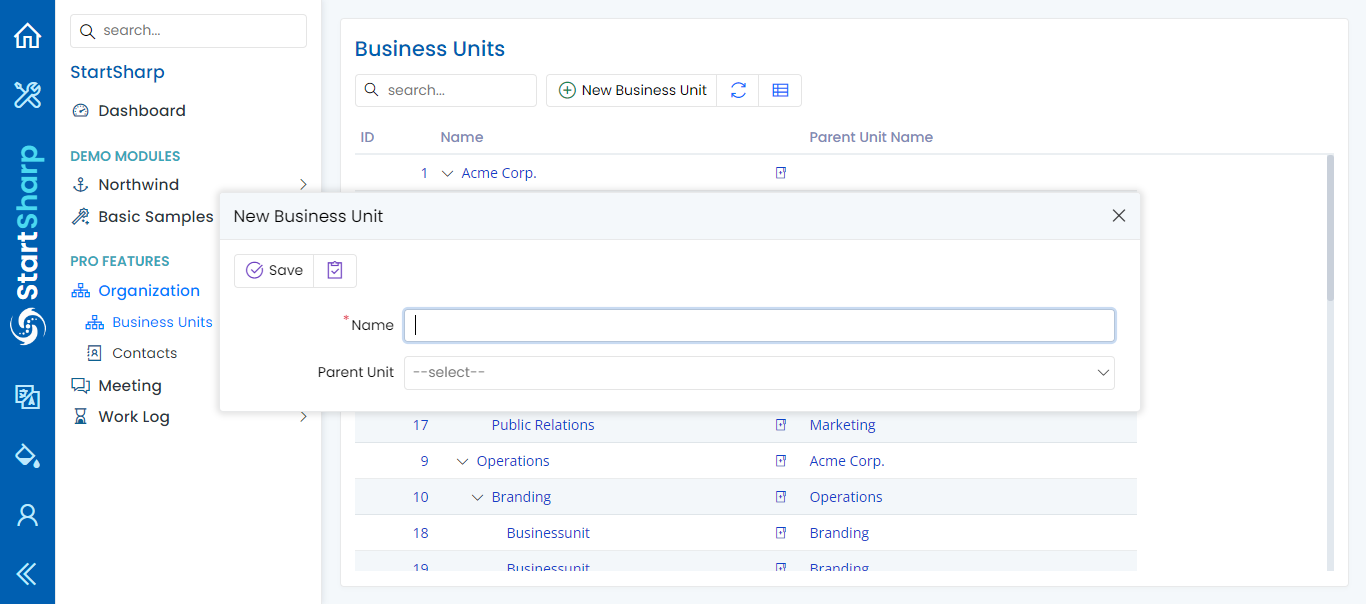 StartSharp
search...
StartSharp
Dashboard
DEMO MODULES
Northwind
Basic Samples
PRO FEATURES
Organization
Business Units
Contacts
Meeting
Work Log
Business Units
search...
New Business Unit
ID Name Parent Unit Name
1 Acme Corp.
New Business Unit
Save
* Name
Parent Unit --select--
17 Public Relations Marketing
9 Operations Acme Corp.
10 Branding Operations
18 Businessunit Branding
19 Businessunit Branding